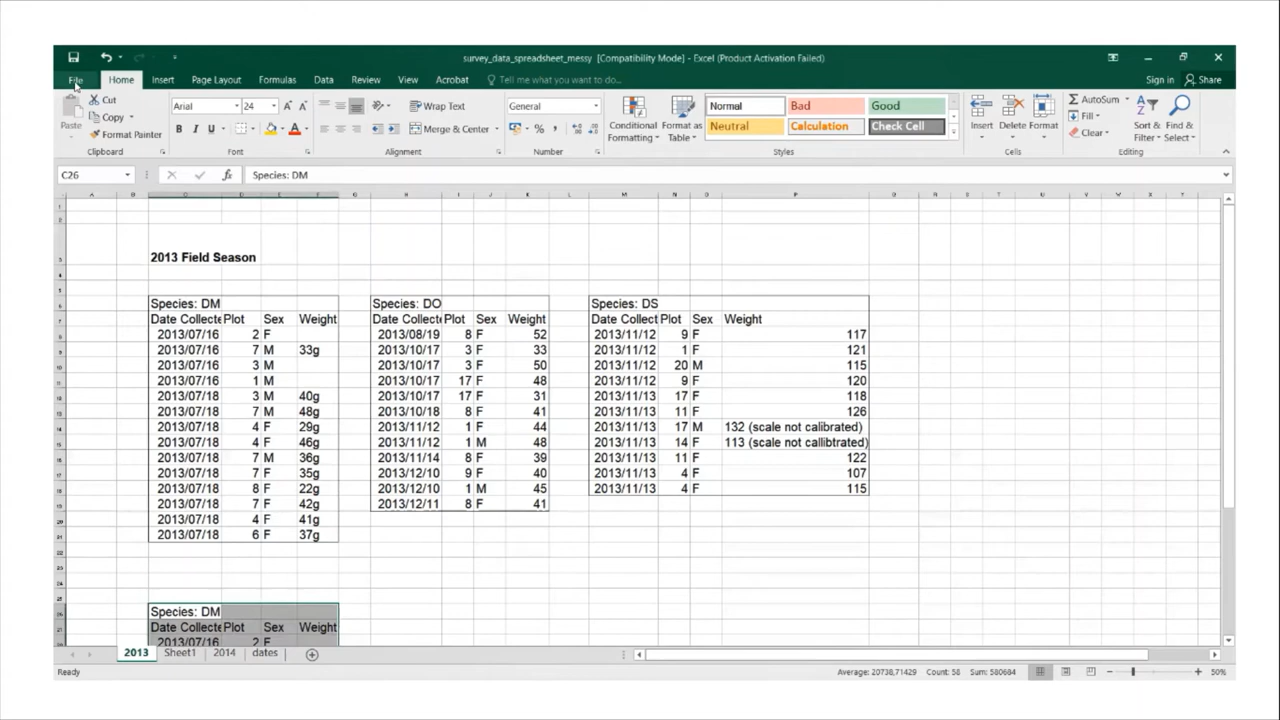 survey_data_spreadsheet_messy [Compatibility Mode] - Excel (Product Activation Failed)
File Home Insert Page Layout Formulas Data Review View Acrobat Tell me what you want to do... Sign in Share
Paste Cut Copy Format Painter Clipboard
Arial 24 A A B I U A Font
Wrap Text Merge & Center Alignment
General % Number
Conditional Formatting Format as Table Normal Bad Good Neutral Calculation Check Cell Styles
Insert Delete Format Cells
AutoSum Fill Clear Sort & Filter Find & Select Editing
C26 fx Species: DM
2013 Field Season
Species: DM Species: DO Species: DS
Date Collecte Plot Sex Weight Date Collect Plot Sex Weight Date Collect Plot Sex Weight
2013/07/16 2 F 2013/08/19 8 F 52 2013/11/12 9 F 117
2013/07/16 7 M 33g 2013/10/17 3 F 33 2013/11/12 1 F 121
2013/07/16 3 M 2013/10/17 3 F 50 2013/11/12 20 M 115
2013/07/16 1 M 2013/10/17 17 F 48 2013/11/12 9 F 120
2013/07/18 3 M 40g 2013/10/17 17 F 31 2013/11/13 17 F 118
2013/07/18 7 M 48g 2013/10/18 8 F 41 2013/11/13 11 F 126
2013/07/18 4 F 29g 2013/11/12 1 F 44 2013/11/13 17 M 132 (scale not calibrated)
2013/07/18 4 F 46g 2013/11/12 1 M 48 2013/11/13 14 F 113 (scale not callibtrated)
2013/07/18 7 M 36g 2013/11/14 8 F 39 2013/11/13 11 F 122
2013/07/18 7 F 35g 2013/12/10 9 F 40 2013/11/13 4 F 107
2013/07/18 8 F 22g 2013/12/10 1 M 45 2013/11/13 4 F 115
2013/07/18 7 F 42g 2013/12/11 8 F 41
2013/07/18 4 F 41g
2013/07/18 6 F 37g
Species: DM
Date Collecte Plot Sex Weight
2013/07/16 2 F
2013 Sheet1 2014 dates
Ready Average: 20738,71429 Count: 58 Sum: 580684 50%